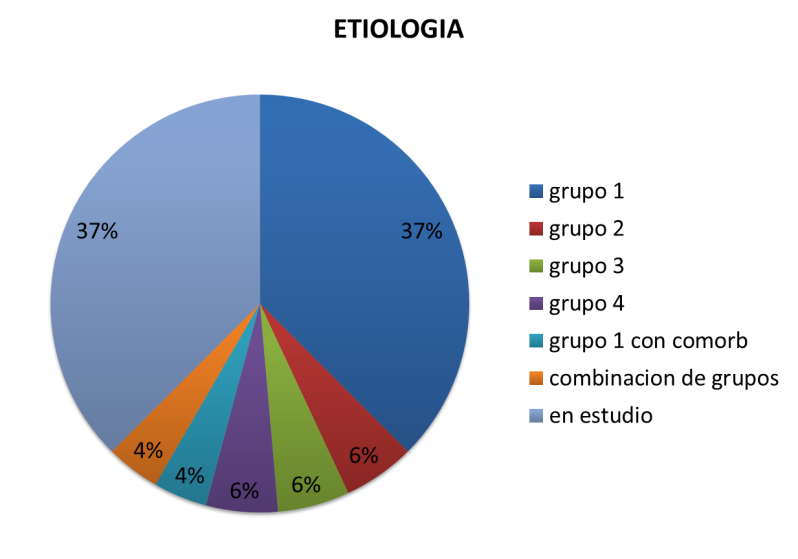 ETIOLOGIA
37%
37%
4%
4%
6%
6%
6%
grupo 1
grupo 2
grupo 3
grupo 4
grupo 1 con comorb
combinacion de grupos
en estudio